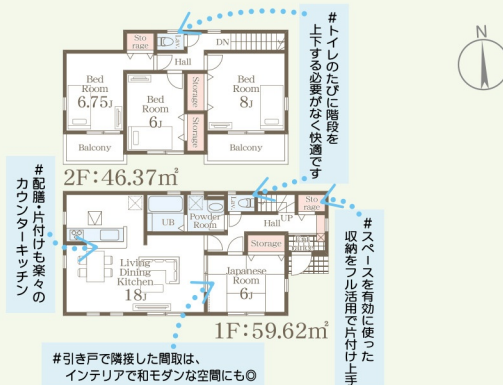 N
Sto
rage
Lav.
DN
Hall
Bed
Room
6.75J
Bed
Room
6J
Storage
Storage
Bed
Room
8J
Balcony
Balcony
2F:46.37㎡
#トイレのたびに階段を
上下する必要がなく快適です
#配膳・片付けも楽々の
カウンターキッチン
UB
Powder
Room
Lav.
Hall
UP
Sto
rage
Storage
Living
Dining
Kitchen
18J
Japanese
Room
6J
1F:59.62㎡
#スペースを有効に使った
収納をフル活用で片付け上手
#引き戸で隣接した間取は、
インテリアで和モダンな空間にも◎